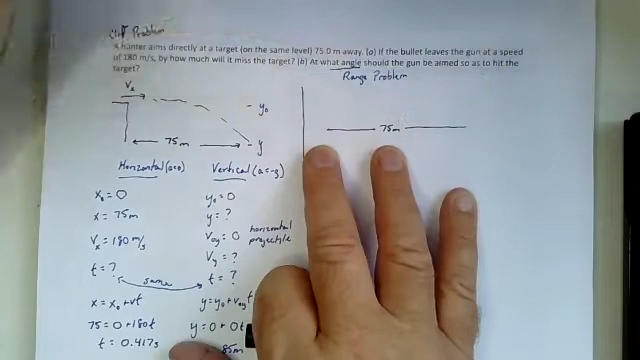 Cliff Problem
A hunter aims directly at a target (on the same level) 75.0 m away. (a) If the bullet leaves the gun at a speed
of 180 m/s, by how much will it miss the target? (b) At what angle should the gun be aimed so as to hit the
target?
Range Problem
Vₓ
y₀
75m
y
75m
Horizontal (a=0)
Vertical (a=-g)
x₀ = 0
y₀ = 0
x = 75m
y = ?
Vₓ = 180 m/s
V₀y = 0 horizontal projectile
Vy = ?
t = ?
t = ?
same
x = x₀ + vt
y = y₀ + V₀y t
75 = 0 + 180t
y = 0 + 0t
t = 0.417s
85m